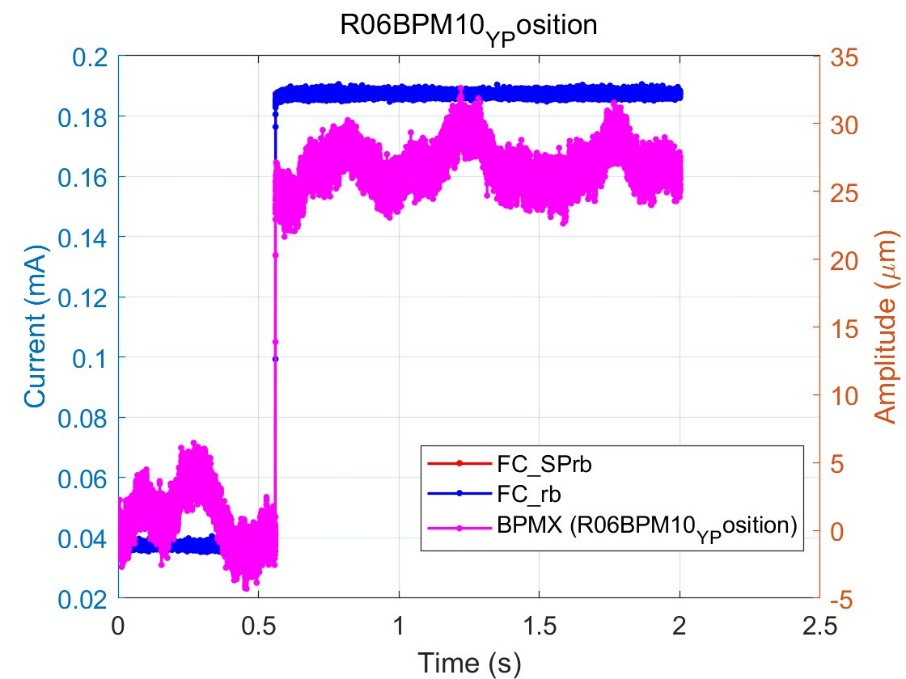 R06BPM10_YPosition
0.2
0.18
0.16
0.14
0.12
0.1
0.08
0.06
0.04
0.02
Current (mA)
35
30
25
20
15
10
5
0
-5
Amplitude (μm)
FC_SPrb
FC_rb
BPMX (R06BPM10_YPosition)
0 0.5 1 1.5 2 2.5
Time (s)